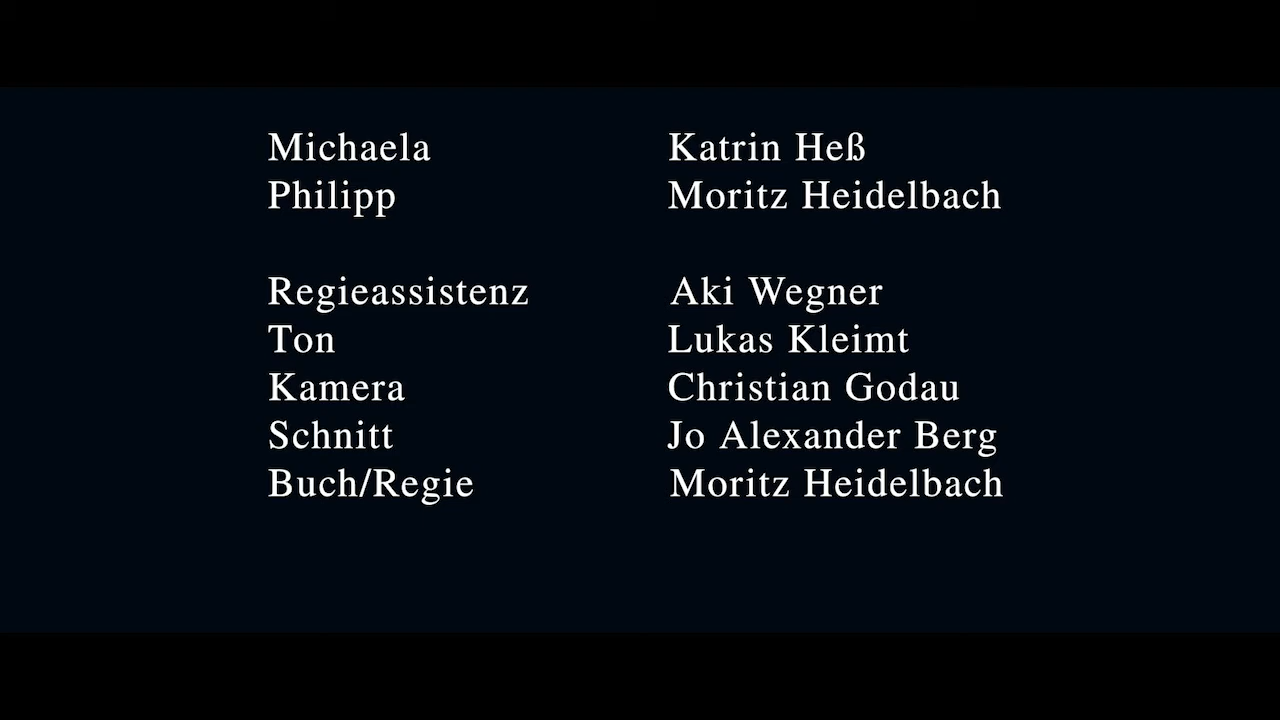 Michaela Katrin Heß
Philipp Moritz Heidelbach
Regieassistenz Aki Wegner
Ton Lukas Kleimt
Kamera Christian Godau
Schnitt Jo Alexander Berg
Buch/Regie Moritz Heidelbach